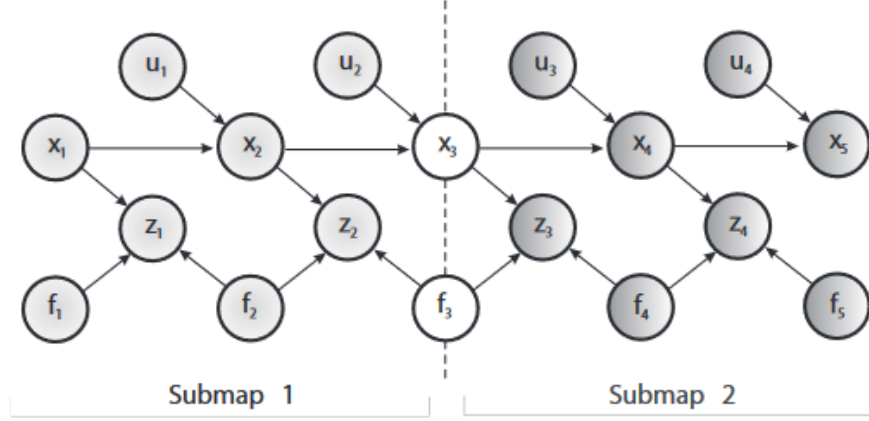 u₁ u₂ u₃ u₄
x₁ x₂ x₃ x₄ x₅
z₁ z₂ z₃ z₄
f₁ f₂ f₃ f₄ f₅
Submap 1 Submap 2